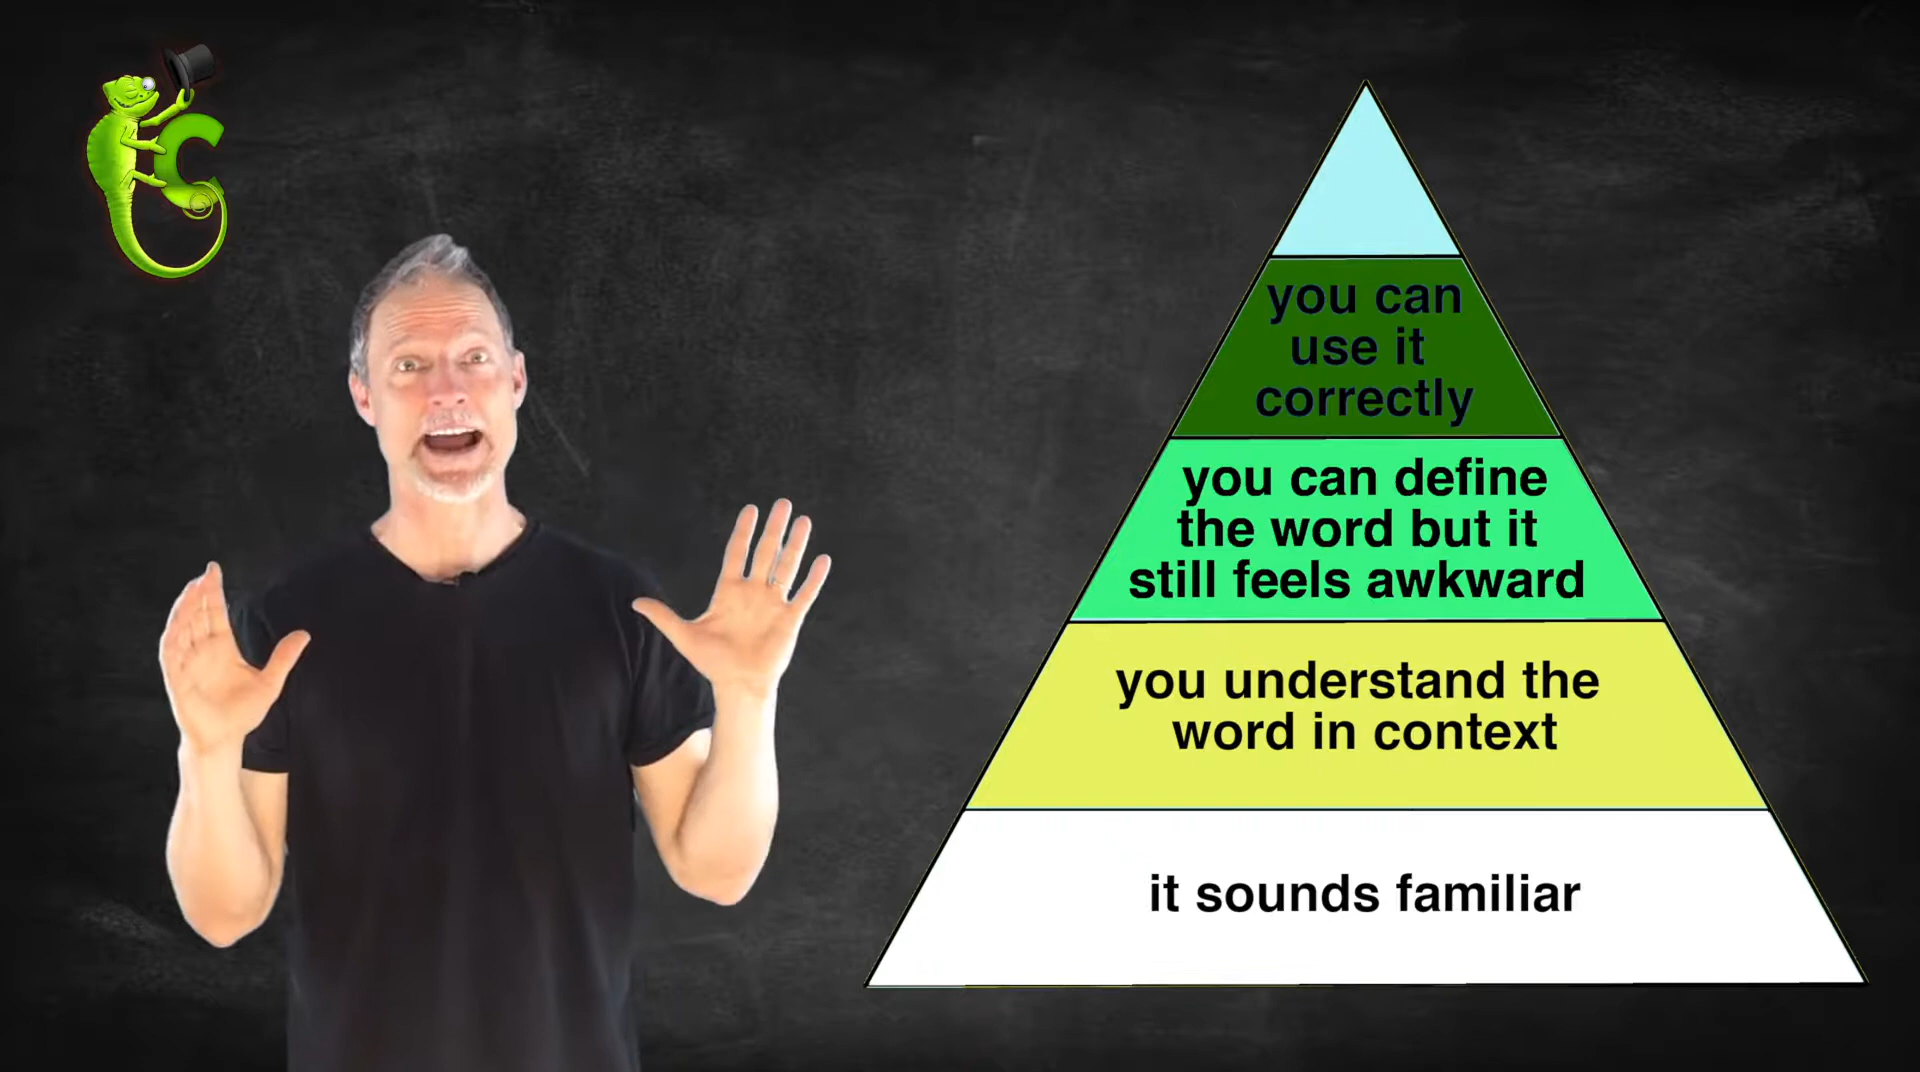 C
you can
use it
correctly
you can define
the word but it
still feels awkward
you understand the
word in context
it sounds familiar